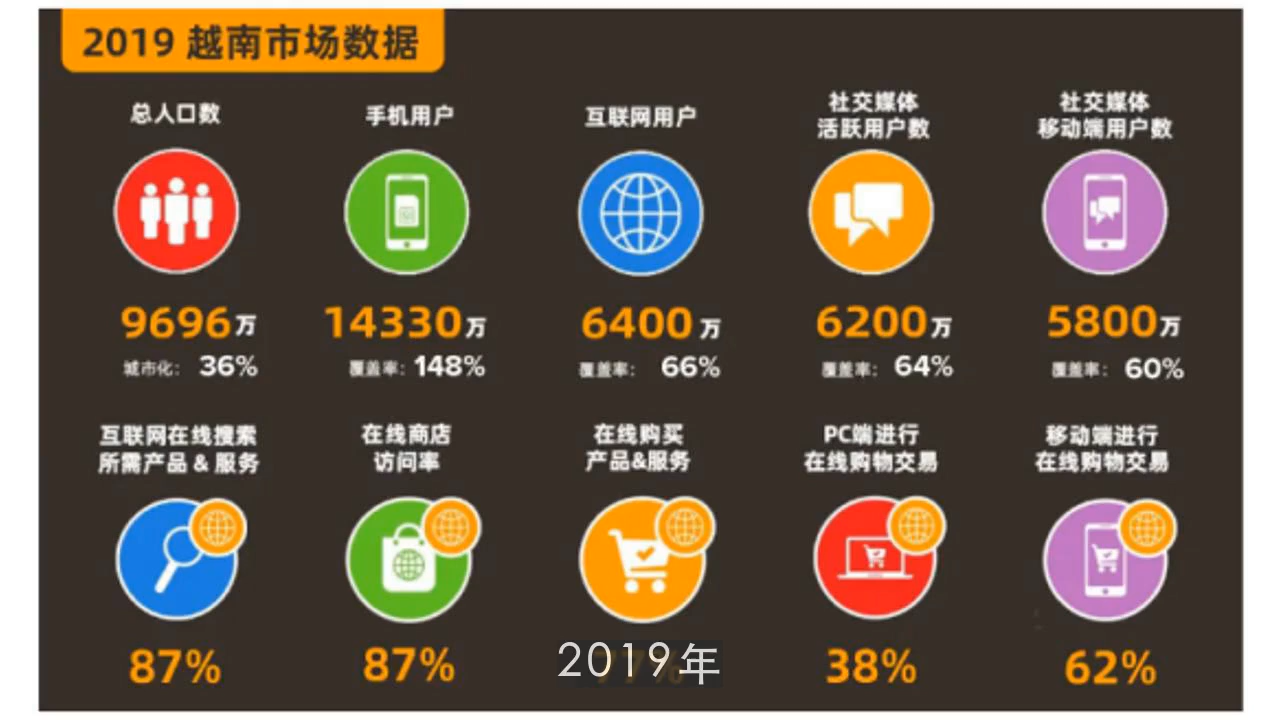 2019 越南市场数据
总人口数
手机用户
互联网用户
社交媒体
活跃用户数
社交媒体
移动端用户数
9696万
14330万
6400万
6200万
5800万
城市化: 36%
覆盖率: 148%
覆盖率: 66%
覆盖率: 64%
覆盖率: 60%
互联网在线搜索
所需产品 & 服务
在线商店
访问率
在线购买
产品&服务
PC端进行
在线购物交易
移动端进行
在线购物交易
87%
87%
2019年
38%
62%